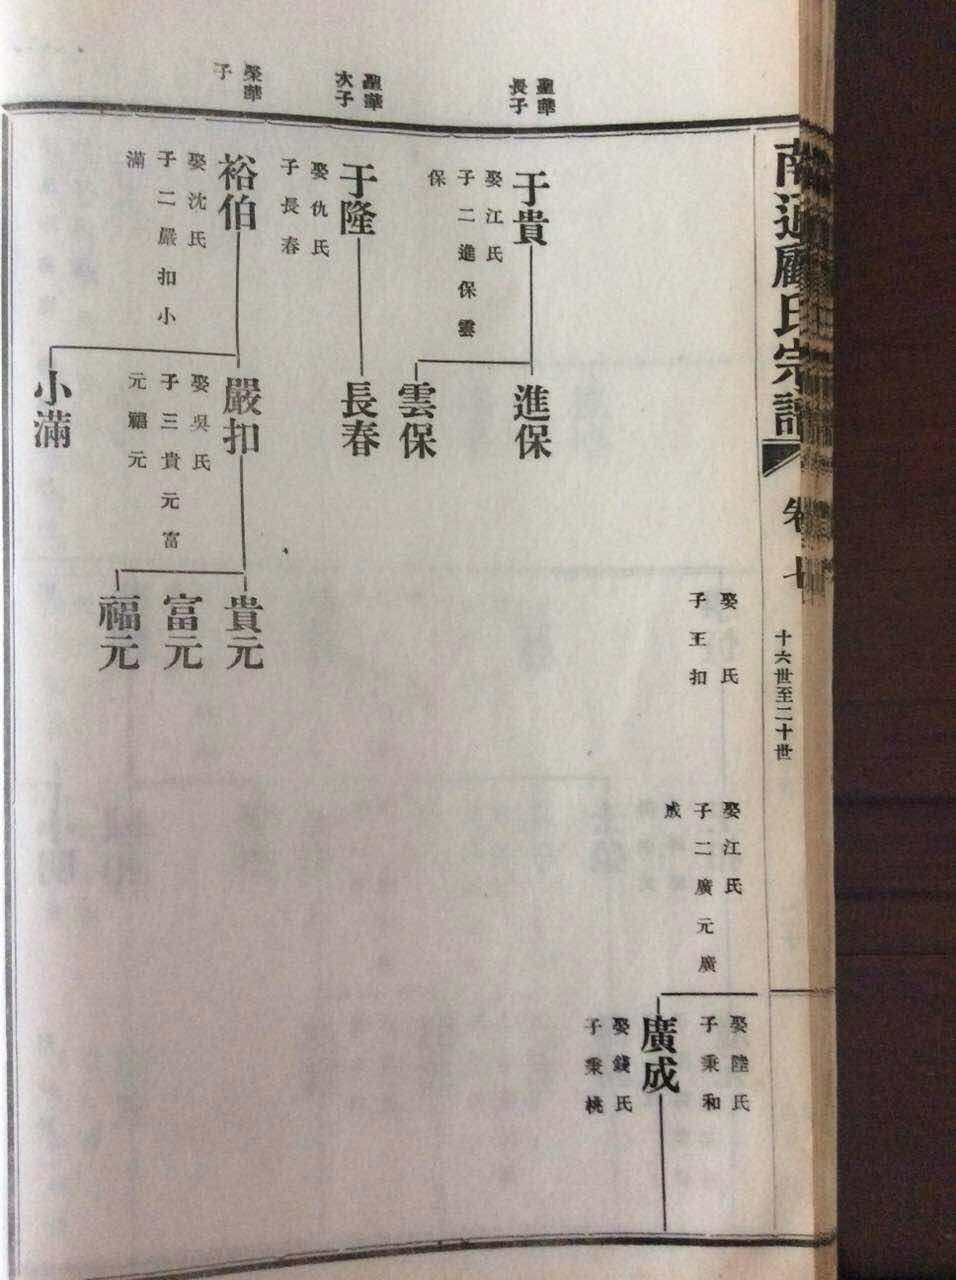 南通顧氏宗譜
卷七
十六世至二十世
娶 氏
子王扣
娶江氏
子二廣元廣
成
娶陸氏
子秉和
廣成
娶錢氏
子秉桃
聖華
長子
于貴
娶江氏
子二進保雲
保
進保
雲保
聖華
次子
于隆
娶仇氏
子長春
長春
榮華
子
裕伯
娶沈氏
子二嚴扣小
滿
嚴扣
娶吳氏
子三貴元富
元福元
小滿
貴元
富元
福元